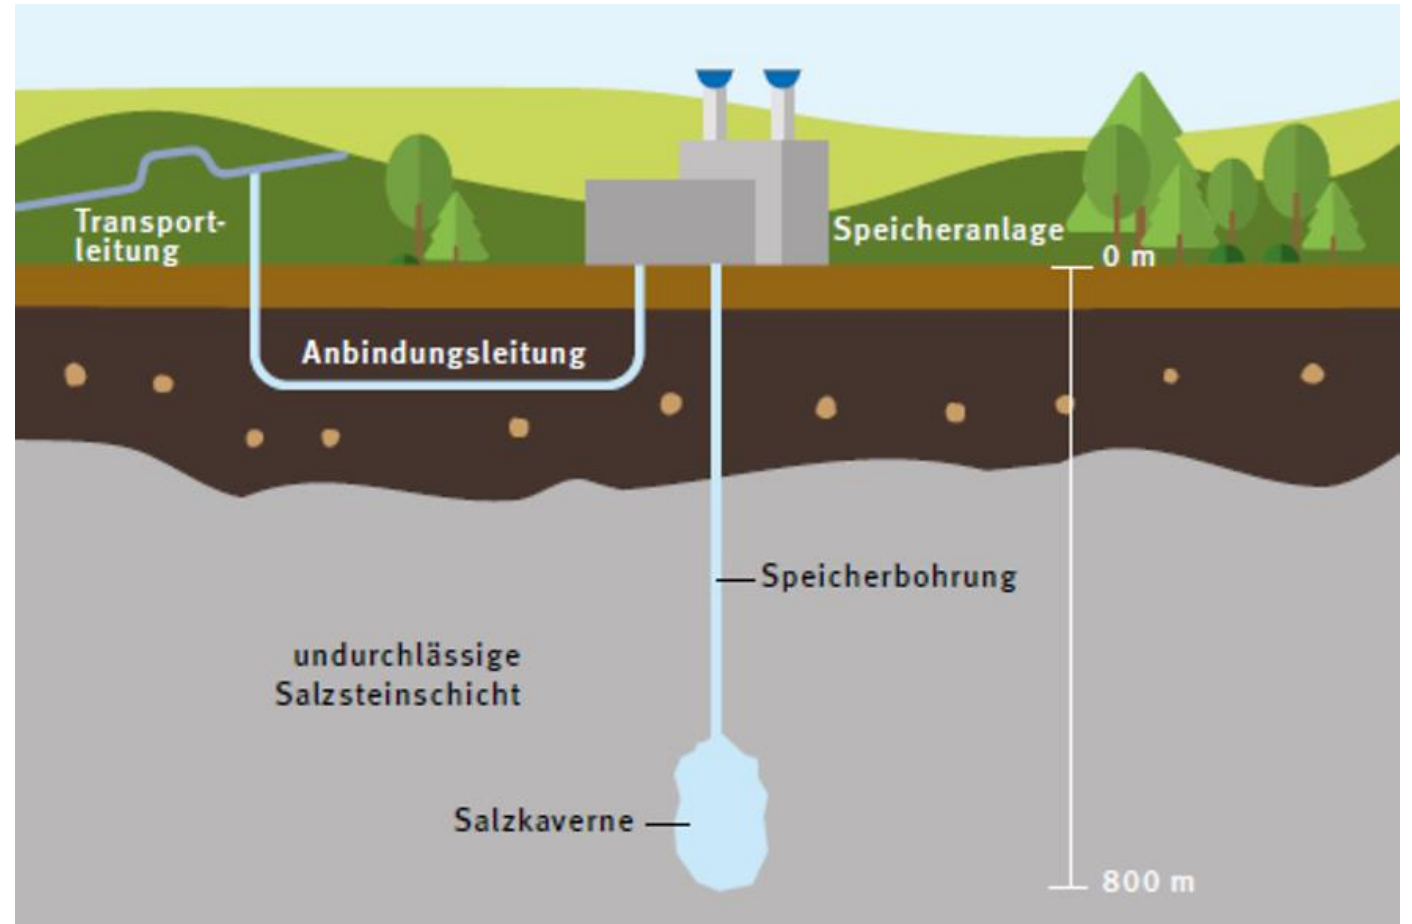 Transport-
leitung
Speicheranlage
0 m
Anbindungsleitung
Speicherbohrung
undurchlässige
Salzsteinschicht
Salzkaverne
800 m